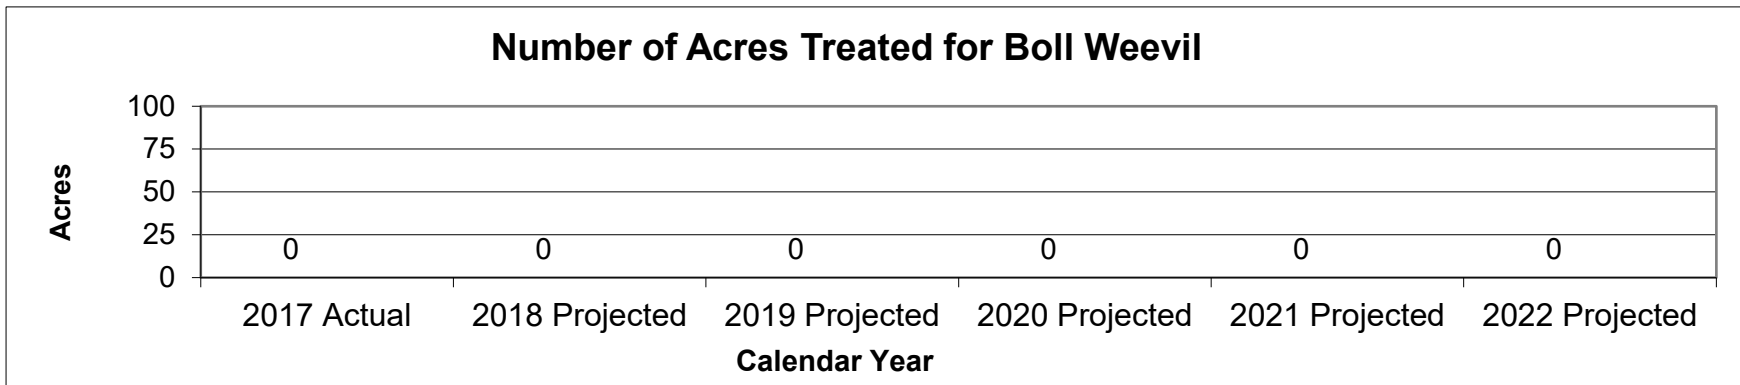 Number of Acres Treated for Boll Weevil
100
75
50
25
0
Acres
0 0 0 0 0 0
2017 Actual 2018 Projected 2019 Projected 2020 Projected 2021 Projected 2022 Projected
Calendar Year